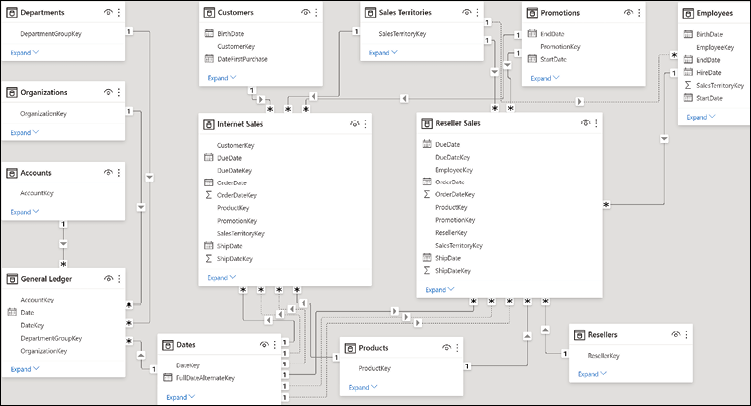 Departments
DepartmentGroupKey
Expand
Customers
BirthDate
CustomerKey
DateFirstPurchase
Expand
Sales Territories
SalesTerritoryKey
Expand
Promotions
EndDate
PromotionKey
StartDate
Expand
Employees
BirthDate
EmployeeKey
EndDate
HireDate
SalesTerritoryKey
StartDate
Expand
Organizations
OrganizationKey
Expand
Accounts
AccountKey
Expand
Internet Sales
CustomerKey
DueDate
DueDateKey
OrderDate
OrderDateKey
ProductKey
PromotionKey
SalesTerritoryKey
ShipDate
ShipDateKey
Expand
Reseller Sales
DueDate
DueDateKey
EmployeeKey
OrderDate
OrderDateKey
ProductKey
PromotionKey
ResellerKey
SalesTerritoryKey
ShipDate
ShipDateKey
Expand
General Ledger
AccountKey
Date
DateKey
DepartmentGroupKey
OrganizationKey
Expand
Dates
DateKey
FullDateAlternateKey
Expand
Products
ProductKey
Expand
Resellers
ResellerKey
Expand